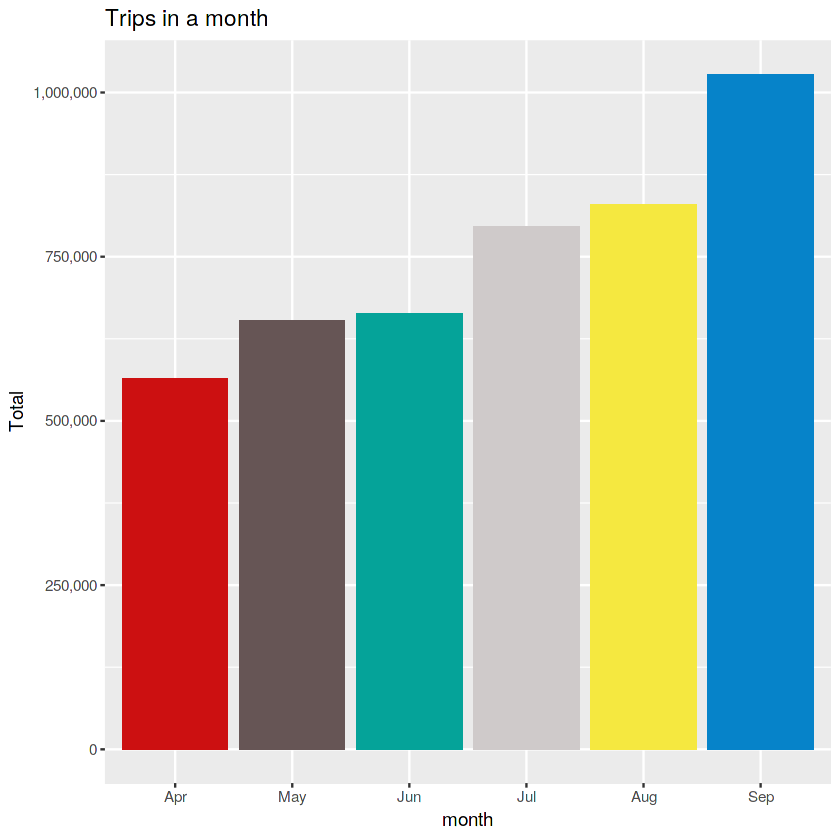 Trips in a month
Total
1,000,000
750,000
500,000
250,000
0
Apr May Jun Jul Aug Sep
month